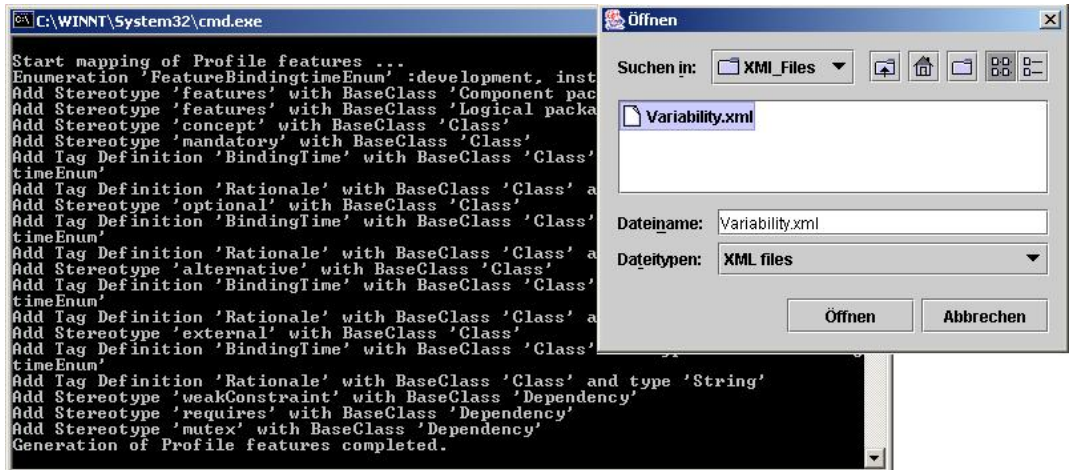 C:\WINNT\System32\cmd.exe
Start mapping of Profile features ...
Enumeration 'FeatureBindingtimeEnum' :development, inst
Add Stereotype 'features' with BaseClass 'Component pac
Add Stereotype 'features' with BaseClass 'Logical packa
Add Stereotype 'concept' with BaseClass 'Class'
Add Stereotype 'mandatory' with BaseClass 'Class'
Add Tag Definition 'BindingTime' with BaseClass 'Class'
timeEnum'
Add Tag Definition 'Rationale' with BaseClass 'Class' a
Add Stereotype 'optional' with BaseClass 'Class'
Add Tag Definition 'BindingTime' with BaseClass 'Class'
timeEnum'
Add Tag Definition 'Rationale' with BaseClass 'Class' a
Add Stereotype 'alternative' with BaseClass 'Class'
Add Tag Definition 'BindingTime' with BaseClass 'Class'
timeEnum'
Add Tag Definition 'Rationale' with BaseClass 'Class' a
Add Stereotype 'external' with BaseClass 'Class'
Add Tag Definition 'BindingTime' with BaseClass 'Class'
timeEnum'
Add Tag Definition 'Rationale' with BaseClass 'Class' and type 'String'
Add Stereotype 'weakConstraint' with BaseClass 'Dependency'
Add Stereotype 'requires' with BaseClass 'Dependency'
Add Stereotype 'mutex' with BaseClass 'Dependency'
Generation of Profile features completed.
Öffnen
Suchen in: XMI_Files
Variability.xml
Dateiname: Variability.xml
Dateitypen: XML files
Öffnen Abbrechen